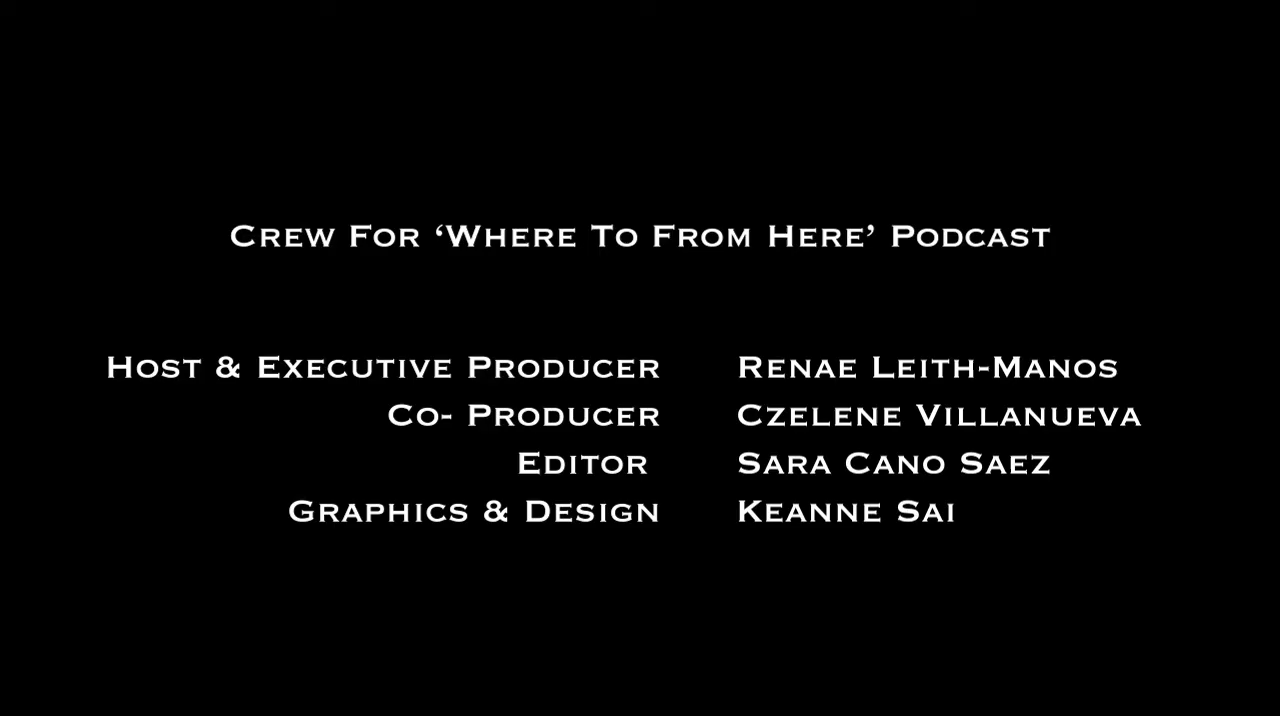 Crew For ‘Where To From Here’ Podcast
Host & Executive Producer Renae Leith-Manos
Co- Producer Czelene Villanueva
Editor Sara Cano Saez
Graphics & Design Keanne Sai